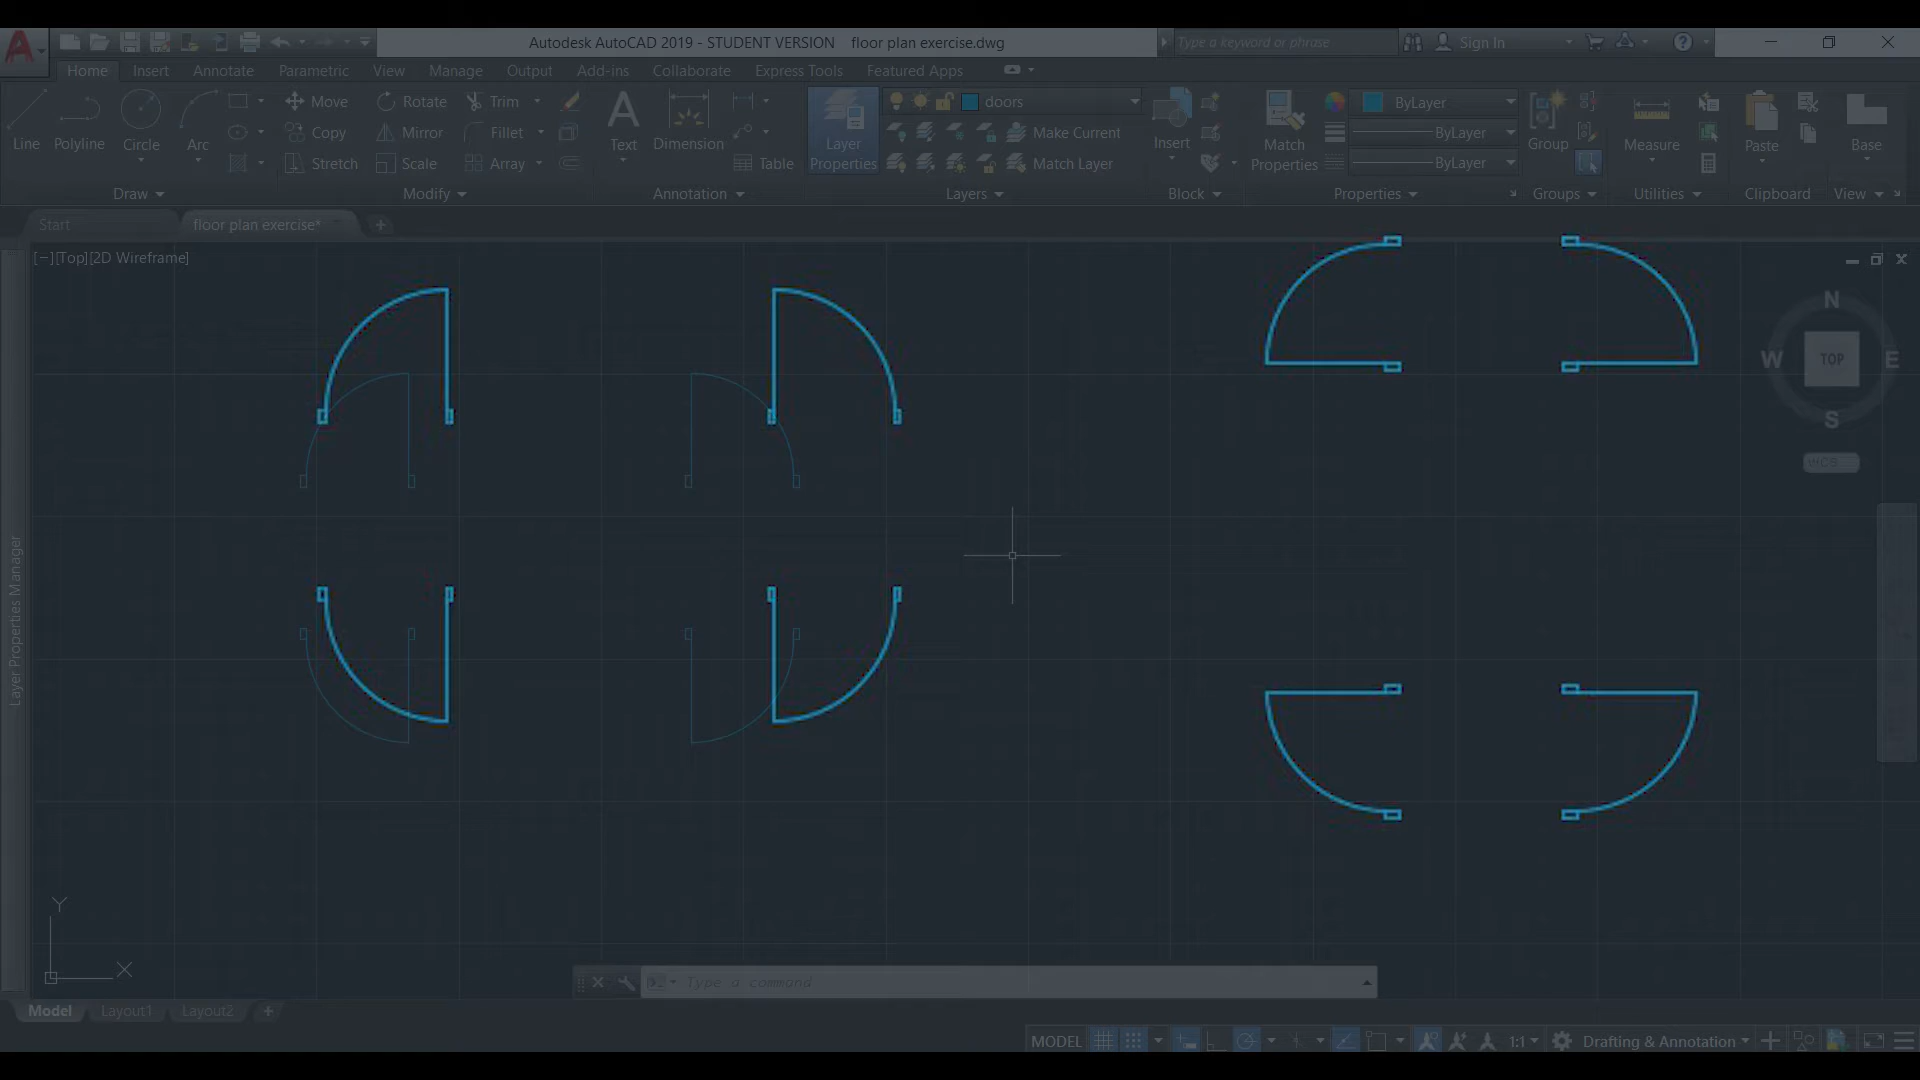 Autodesk AutoCAD 2019 - STUDENT VERSION floor plan exercise.dwg
Type a keyword or phrase
Sign In
Home Insert Annotate Parametric View Manage Output Add-ins Collaborate Express Tools Featured Apps
Line
Polyline
Circle
Arc
Move
Copy
Stretch
Rotate
Mirror
Scale
Trim
Fillet
Array
Text
Dimension
Table
Layer
Properties
doors
Make Current
Match Layer
Insert
Match
Properties
ByLayer
ByLayer
ByLayer
Group
Measure
Paste
Base
Draw Modify Annotation Layers Block Properties Groups Utilities Clipboard View
Start floor plan exercise*
[−][Top][2D Wireframe]
N
W TOP E
S
WCS
Layer Properties Manager
Y
X
Type a command
Model Layout1 Layout2
MODEL 1:1 Drafting & Annotation